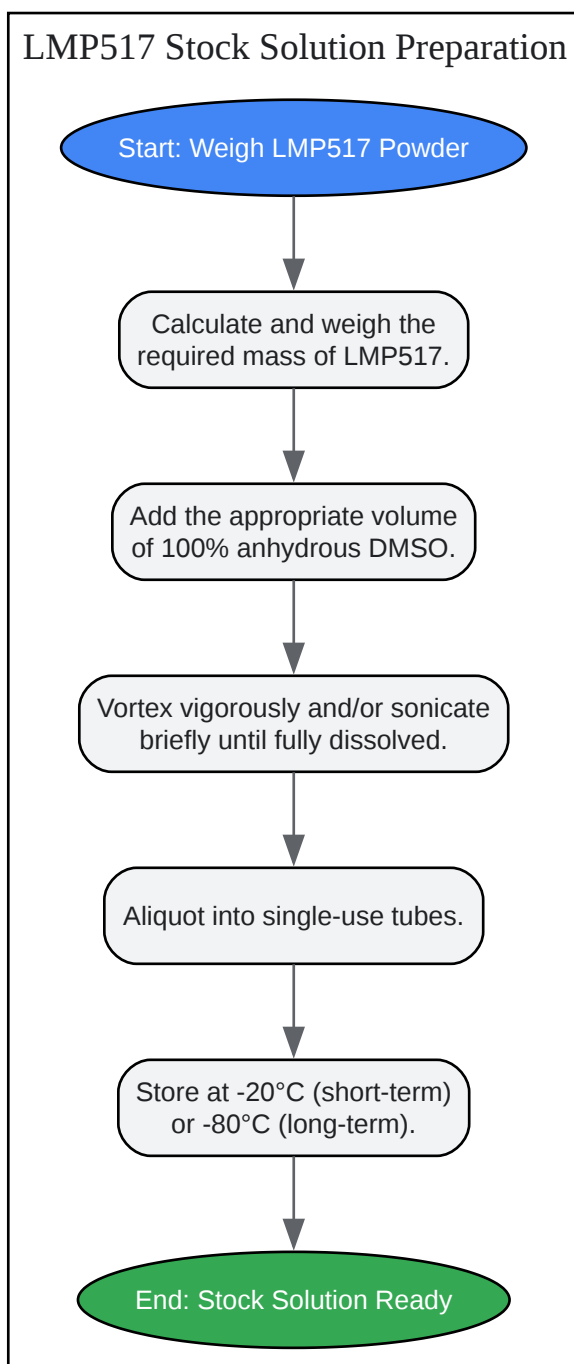 LMP517 Stock Solution Preparation
Start: Weigh LMP517 Powder
Calculate and weigh the
required mass of LMP517.
Add the appropriate volume
of 100% anhydrous DMSO.
Vortex vigorously and/or sonicate
briefly until fully dissolved.
Aliquot into single-use tubes.
Store at -20°C (short-term)
or -80°C (long-term).
End: Stock Solution Ready